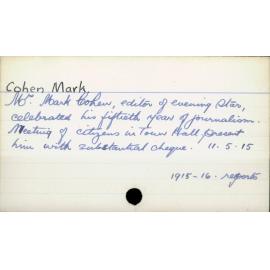 Cohen Mark,
Mr. Mark Cohen, editor of evening Star,
celebrated his fiftieth year of journalism.
Meeting of citizens in Town Hall, present
him with substantial cheque. 11.5.15
1915-16. reports